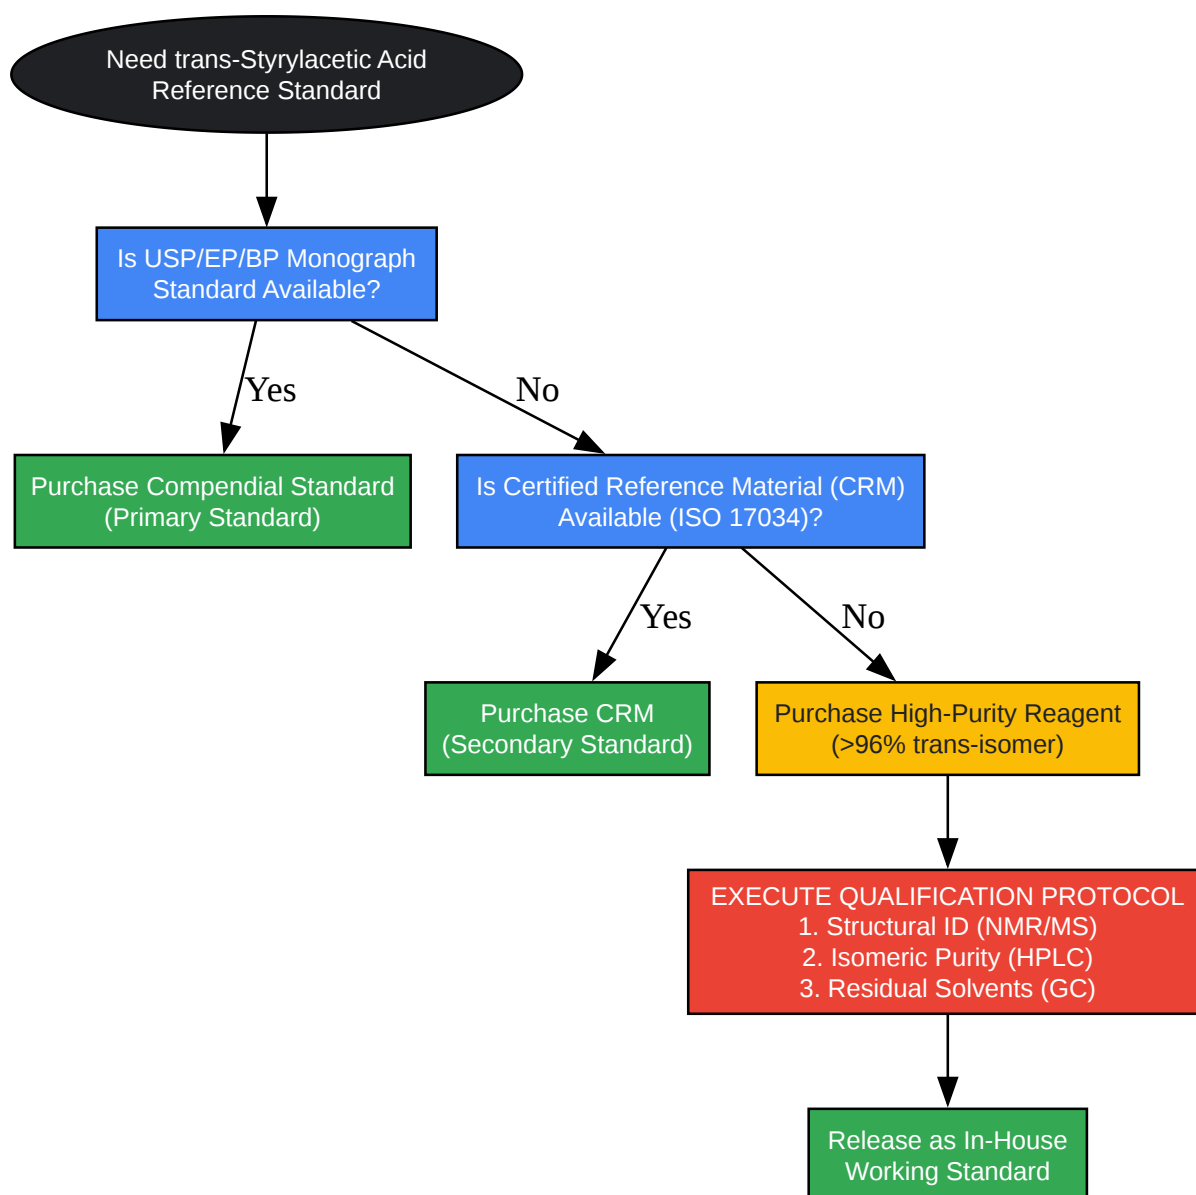 Need trans-Styrylacetic Acid
Reference Standard
Is USP/EP/BP Monograph
Standard Available?
Yes
No
Purchase Compendial Standard
(Primary Standard)
Is Certified Reference Material (CRM)
Available (ISO 17034)?
Yes
No
Purchase CRM
(Secondary Standard)
Purchase High-Purity Reagent
(>96% trans-isomer)
EXECUTE QUALIFICATION PROTOCOL
1. Structural ID (NMR/MS)
2. Isomeric Purity (HPLC)
3. Residual Solvents (GC)
Release as In-House
Working Standard